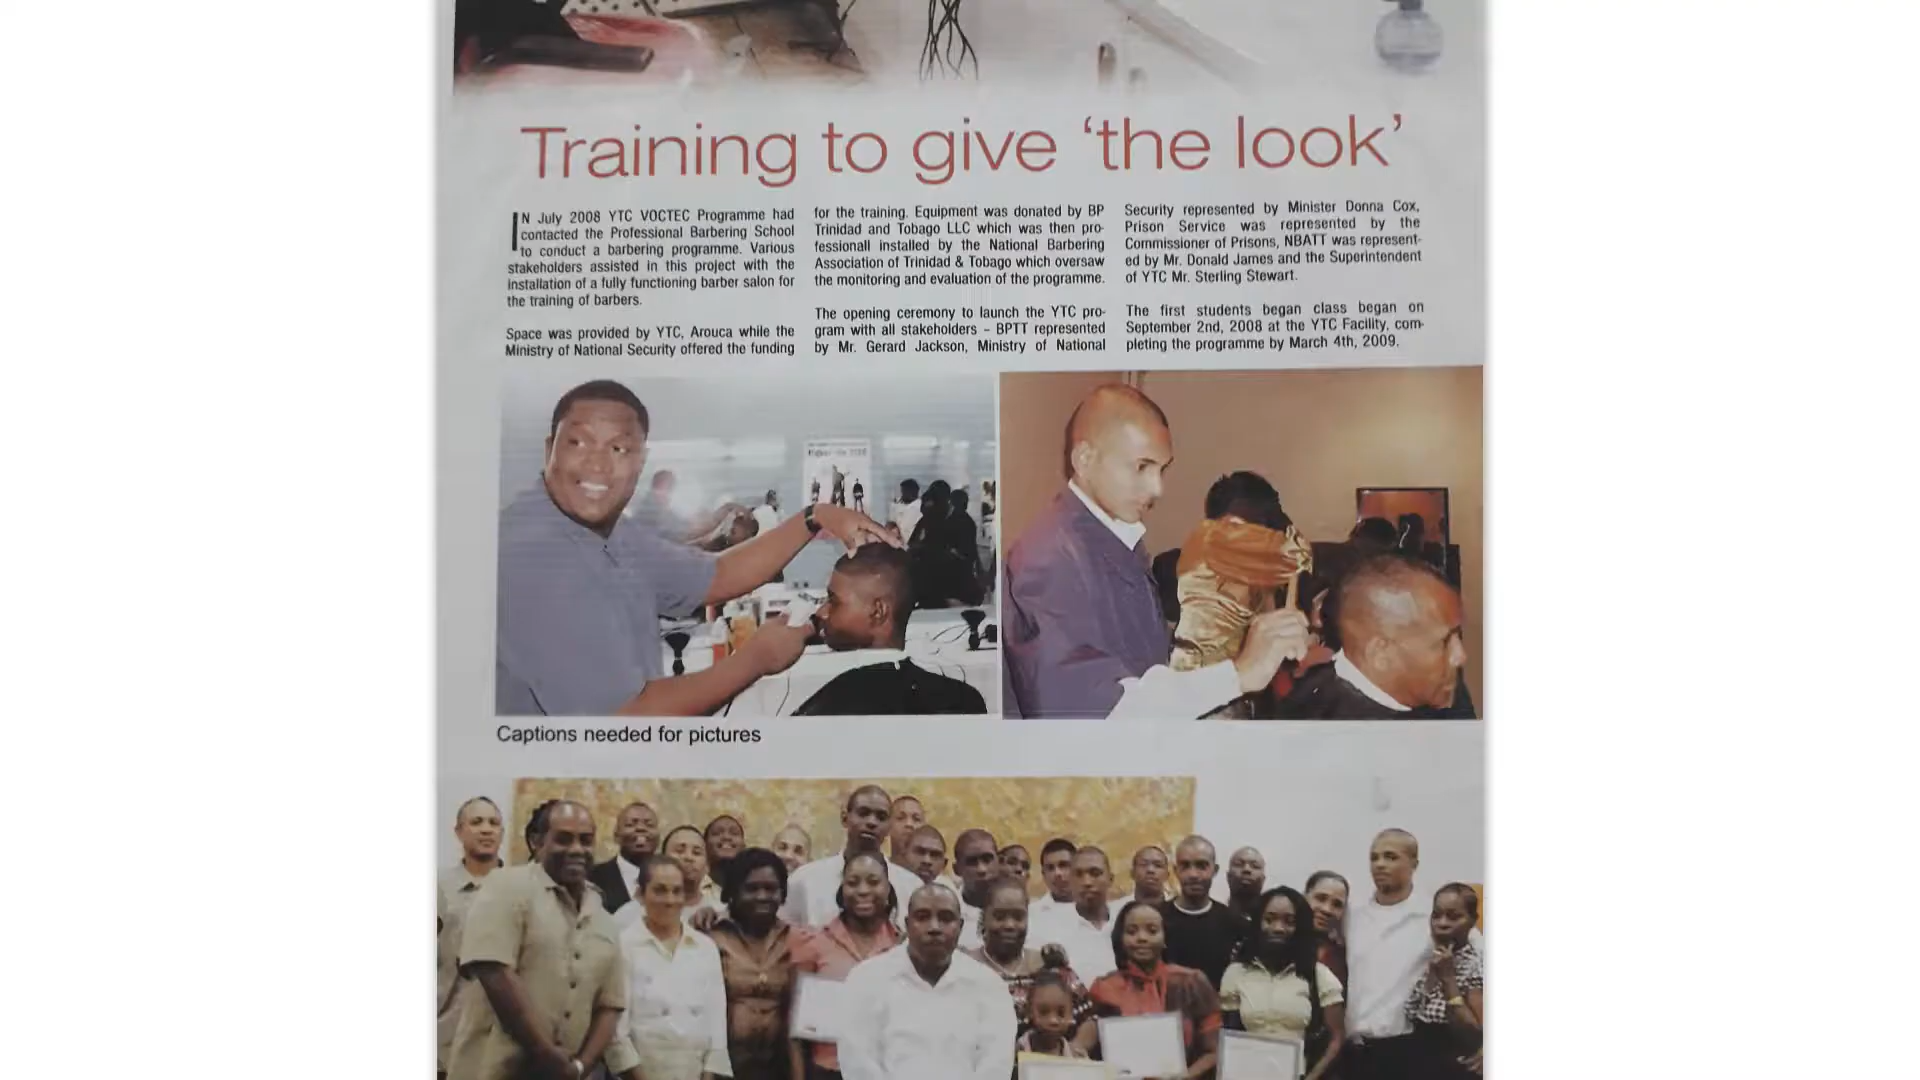 Training to give ‘the look’
IN July 2008 YTC VOCTEC Programme had
contacted the Professional Barbering School
to conduct a barbering programme. Various
stakeholders assisted in this project with the
installation of a fully functioning barber salon for
the training of barbers.
Space was provided by YTC, Arouca while the
Ministry of National Security offered the funding
for the training. Equipment was donated by BP
Trinidad and Tobago LLC which was then pro-
fessionall installed by the National Barbering
Association of Trinidad & Tobago which oversaw
the monitoring and evaluation of the programme.
The opening ceremony to launch the YTC pro-
gram with all stakeholders – BPTT represented
by Mr. Gerard Jackson, Ministry of National
Security represented by Minister Donna Cox,
Prison Service was represented by the
Commissioner of Prisons, NBATT was represent-
ed by Mr. Donald James and the Superintendent
of YTC Mr. Sterling Stewart.
The first students began class began on
September 2nd, 2008 at the YTC Facility, com-
pleting the programme by March 4th, 2009.
Captions needed for pictures